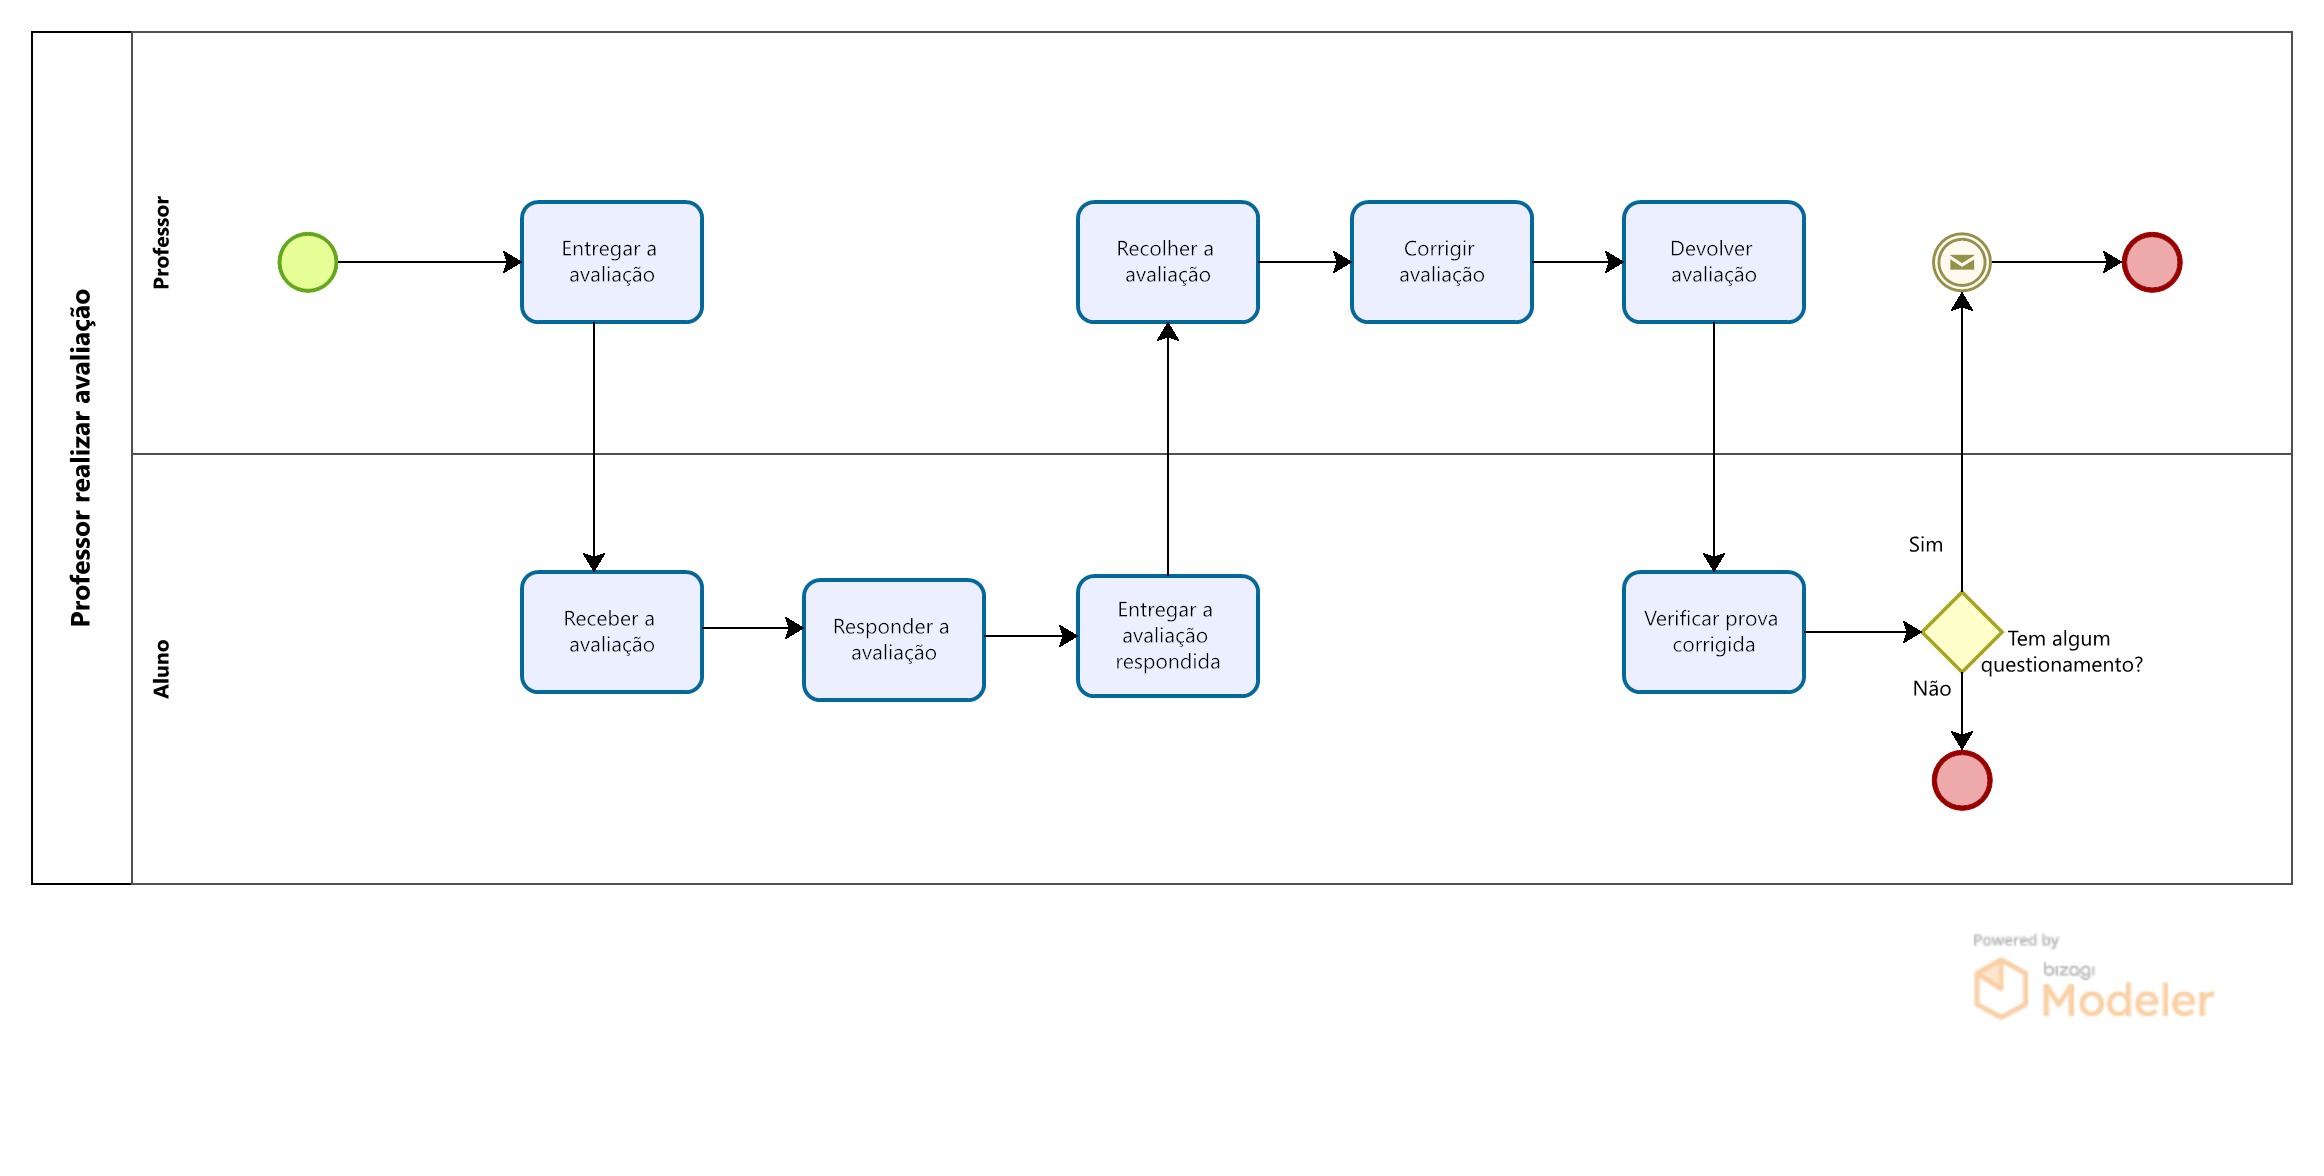 Professor realizar avaliação
Professor
Entregar a
avaliação
Recolher a
avaliação
Corrigir
avaliação
Devolver
avaliação
Aluno
Receber a
avaliação
Responder a
avaliação
Entregar a
avaliação
respondida
Verificar prova
corrigida
Sim
Tem algum
questionamento?
Não
Powered by
bizagi
Modeler